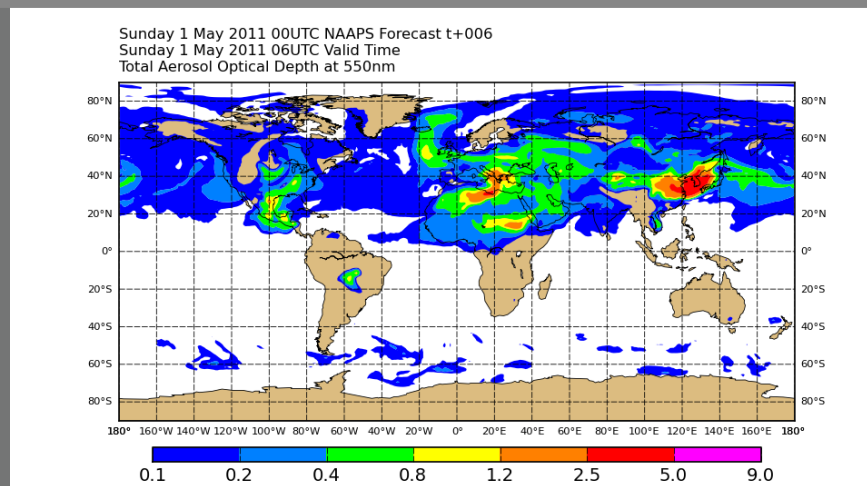 Sunday 1 May 2011 00UTC NAAPS Forecast t+006
Sunday 1 May 2011 06UTC Valid Time
Total Aerosol Optical Depth at 550nm
80°N 80°N
60°N 60°N
40°N 40°N
20°N 20°N
0° 0°
20°S 20°S
40°S 40°S
60°S 60°S
80°S 80°S
180° 160°W 140°W 120°W 100°W 80°W 60°W 40°W 20°W 0° 20°E 40°E 60°E 80°E 100°E 120°E 140°E 160°E 180°
0.1 0.2 0.4 0.8 1.2 2.5 5.0 9.0